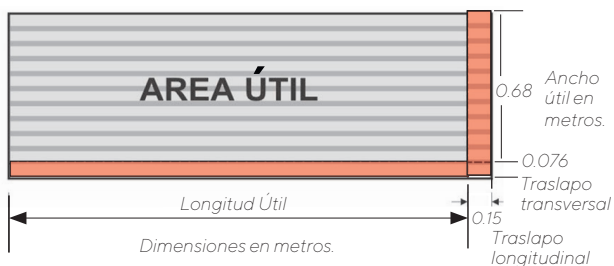 AREA ÚTIL
0.68
Ancho
útil en
metros.
0.076
Traslapo
transversal
Longitud Útil
0.15
Traslapo
longitudinal
Dimensiones en metros.